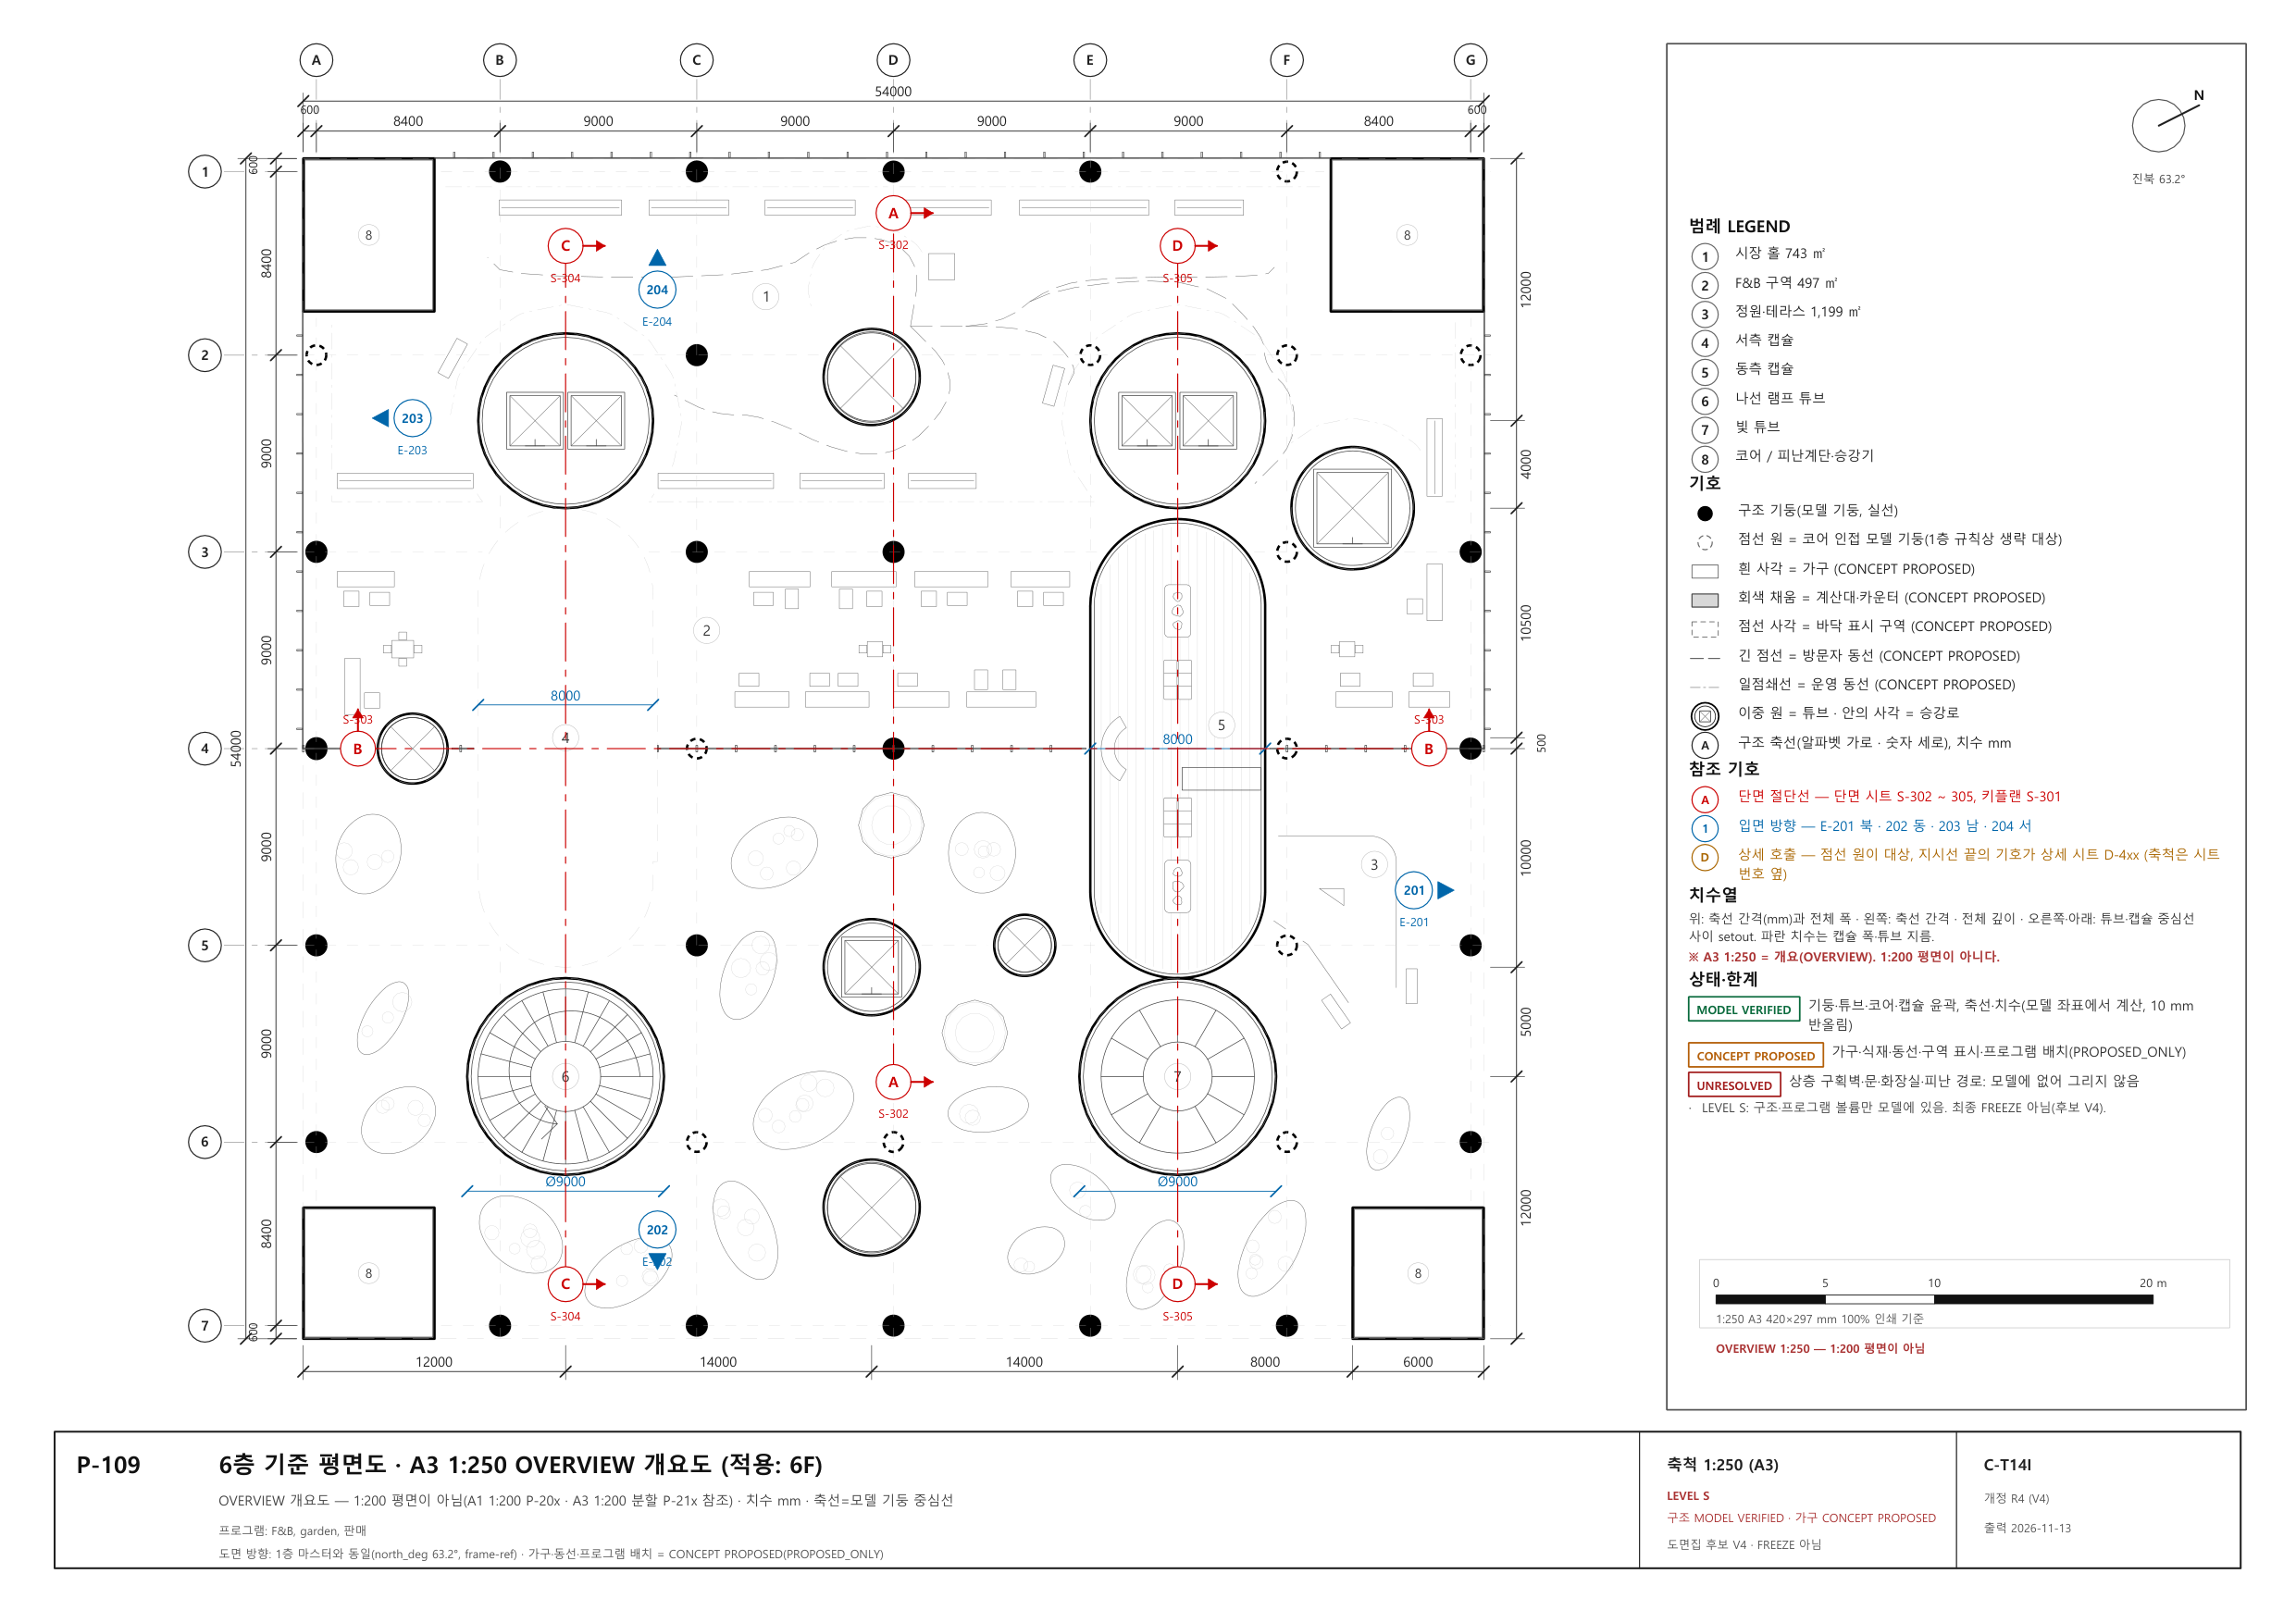 A
B
C
D
E
F
G
54000
600
8400
9000
9000
9000
9000
8400
600
1
2
3
4
5
6
7
54000
600
8400
9000
9000
9000
9000
8400
600
8
8
A
S-302
C
S-304
D
S-305
204
E-204
1
203
E-203
2
8000
4
S-303
B
8000
5
S-303
B
3
201
E-201
6
7
A
S-302
Ø9000
Ø9000
202
E-202
C
S-304
D
S-305
8
8
12000
4000
10500
500
10000
5000
12000
12000
14000
14000
8000
6000
N
진북 63.2°
범례 LEGEND
1 시장 홀 743 ㎡
2 F&B 구역 497 ㎡
3 정원·테라스 1,199 ㎡
4 서측 캡슐
5 동측 캡슐
6 나선 램프 튜브
7 빛 튜브
8 코어 / 피난계단·승강기
기호
구조 기둥(모델 기둥, 실선)
점선 원 = 코어 인접 모델 기둥(1층 규칙상 생략 대상)
흰 사각 = 가구 (CONCEPT PROPOSED)
회색 채움 = 계산대·카운터 (CONCEPT PROPOSED)
점선 사각 = 바닥 표시 구역 (CONCEPT PROPOSED)
긴 점선 = 방문자 동선 (CONCEPT PROPOSED)
일점쇄선 = 운영 동선 (CONCEPT PROPOSED)
이중 원 = 튜브 · 안의 사각 = 승강로
A 구조 축선(알파벳 가로 · 숫자 세로), 치수 mm
참조 기호
A 단면 절단선 — 단면 시트 S-302 ~ 305, 키플랜 S-301
1 입면 방향 — E-201 북 · 202 동 · 203 남 · 204 서
D 상세 호출 — 점선 원이 대상, 지시선 끝의 기호가 상세 시트 D-4xx (축척은 시트
번호 옆)
치수열
위: 축선 간격(mm)과 전체 폭 · 왼쪽: 축선 간격 · 전체 깊이 · 오른쪽·아래: 튜브·캡슐 중심선
사이 setout. 파란 치수는 캡슐 폭·튜브 지름.
※ A3 1:250 = 개요(OVERVIEW). 1:200 평면이 아니다.
상태·한계
MODEL VERIFIED 기둥·튜브·코어·캡슐 윤곽, 축선·치수(모델 좌표에서 계산, 10 mm
반올림)
CONCEPT PROPOSED 가구·식재·동선·구역 표시·프로그램 배치(PROPOSED_ONLY)
UNRESOLVED 상층 구획벽·문·화장실·피난 경로: 모델에 없어 그리지 않음
· LEVEL S: 구조·프로그램 볼륨만 모델에 있음. 최종 FREEZE 아님(후보 V4).
0 5 10 20 m
1:250 A3 420×297 mm 100% 인쇄 기준
OVERVIEW 1:250 — 1:200 평면이 아님
P-109
6층 기준 평면도 · A3 1:250 OVERVIEW 개요도 (적용: 6F)
OVERVIEW 개요도 — 1:200 평면이 아님(A1 1:200 P-20x · A3 1:200 분할 P-21x 참조) · 치수 mm · 축선=모델 기둥 중심선
프로그램: F&B, garden, 판매
도면 방향: 1층 마스터와 동일(north_deg 63.2°, frame-ref) · 가구·동선·프로그램 배치 = CONCEPT PROPOSED(PROPOSED_ONLY)
축척 1:250 (A3)
LEVEL S
구조 MODEL VERIFIED · 가구 CONCEPT PROPOSED
도면집 후보 V4 · FREEZE 아님
C-T14I
개정 R4 (V4)
출력 2026-11-13